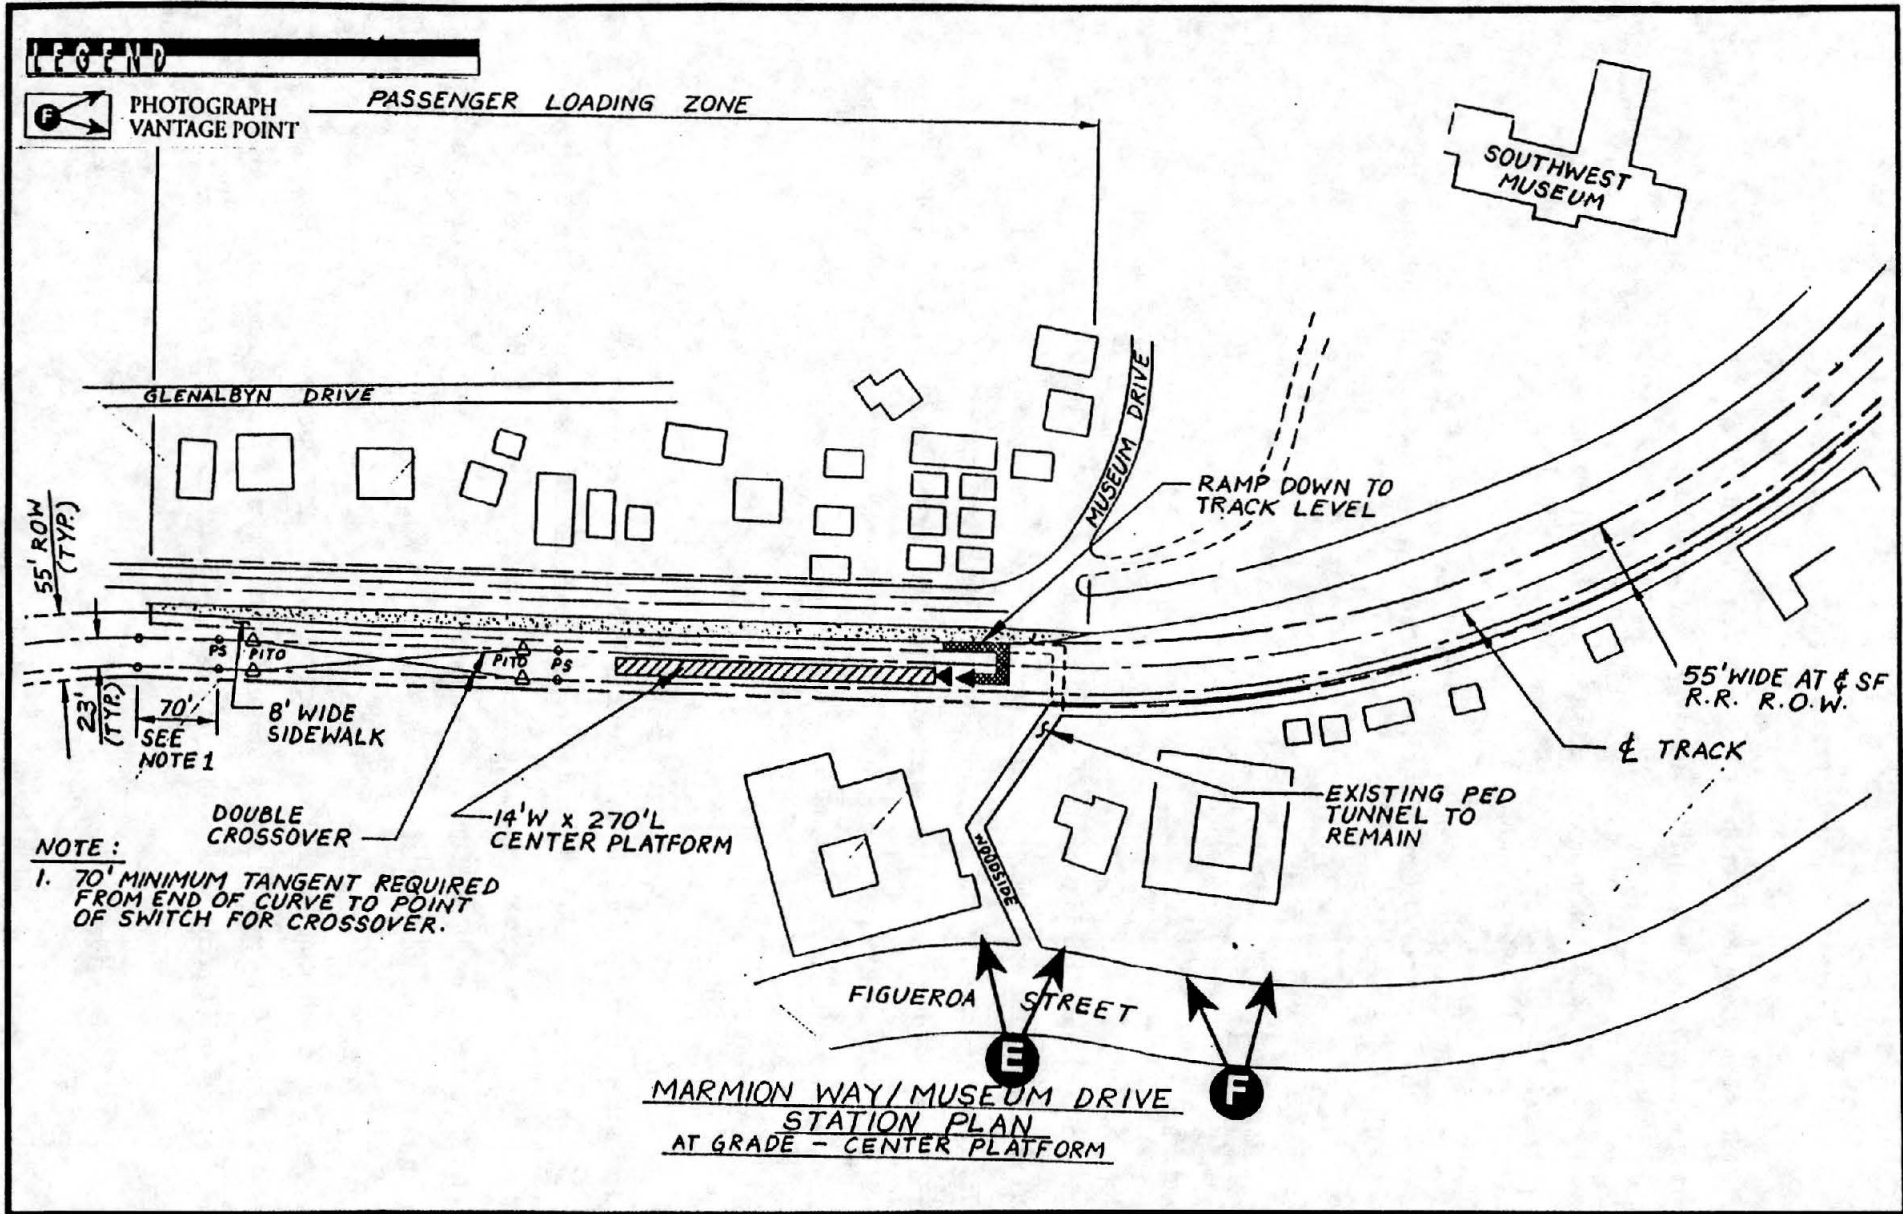 LEGEND
F
PHOTOGRAPH
VANTAGE POINT
PASSENGER LOADING ZONE
SOUTHWEST
MUSEUM
GLENALBYN DRIVE
MUSEUM DRIVE
RAMP DOWN TO
TRACK LEVEL
55' ROW
(TYP.)
PS
PITO
PITO
PS
23'
(TYP.)
70'
SEE
NOTE 1
8' WIDE
SIDEWALK
55' WIDE AT & SF
R.R. R.O.W.
℄ TRACK
DOUBLE
CROSSOVER
14'W x 270'L
CENTER PLATFORM
EXISTING PED
TUNNEL TO
REMAIN
WOODSIDE
NOTE:
1. 70' MINIMUM TANGENT REQUIRED
FROM END OF CURVE TO POINT
OF SWITCH FOR CROSSOVER.
FIGUEROA STREET
E
F
MARMION WAY/MUSEUM DRIVE
STATION PLAN
AT GRADE - CENTER PLATFORM